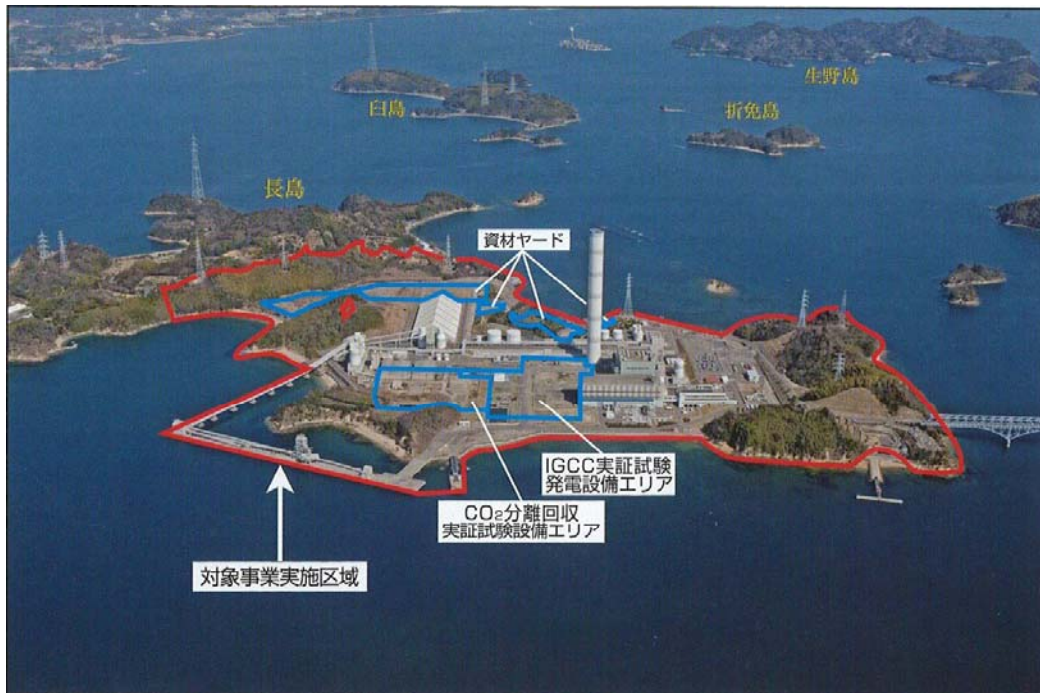 生野島
臼島
折免島
長島
資材ヤード
IGCC実証試験
発電設備エリア
CO₂分離回収
実証試験設備エリア
対象事業実施区域